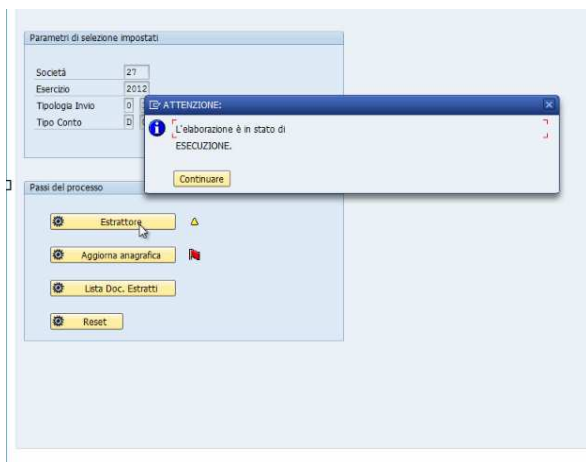 Parametri di selezione impostati
Società 27
Esercizio 2012
Tipologia Invio 0
Tipo Conto D
ATTENZIONE:
L'elaborazione è in stato di
ESECUZIONE.
Continuare
Passi del processo
Estrattore
Aggiorna anagrafica
Lista Doc. Estratti
Reset